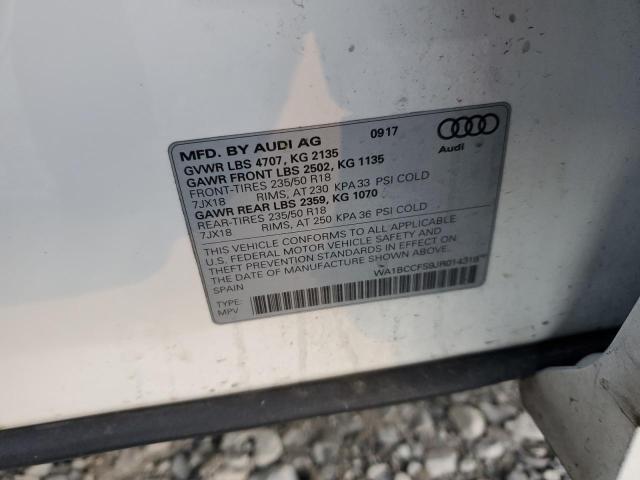 MFD. BY AUDI AG 0917
GVWR LBS 4707, KG 2135
GAWR FRONT LBS 2502, KG 1135
FRONT-TIRES 235/50 R18
7JX18 RIMS, AT 230 KPA 33 PSI COLD
GAWR REAR LBS 2359, KG 1070
REAR-TIRES 235/50 R18
7JX18 RIMS, AT 250 KPA 36 PSI COLD
THIS VEHICLE CONFORMS TO ALL APPLICABLE
U.S. FEDERAL MOTOR VEHICLE SAFETY AND
THEFT PREVENTION STANDARDS IN EFFECT ON
THE DATE OF MANUFACTURE SHOWN ABOVE.
SPAIN
WA1BCCFS9JR014318
TYPE:
MPV
Audi